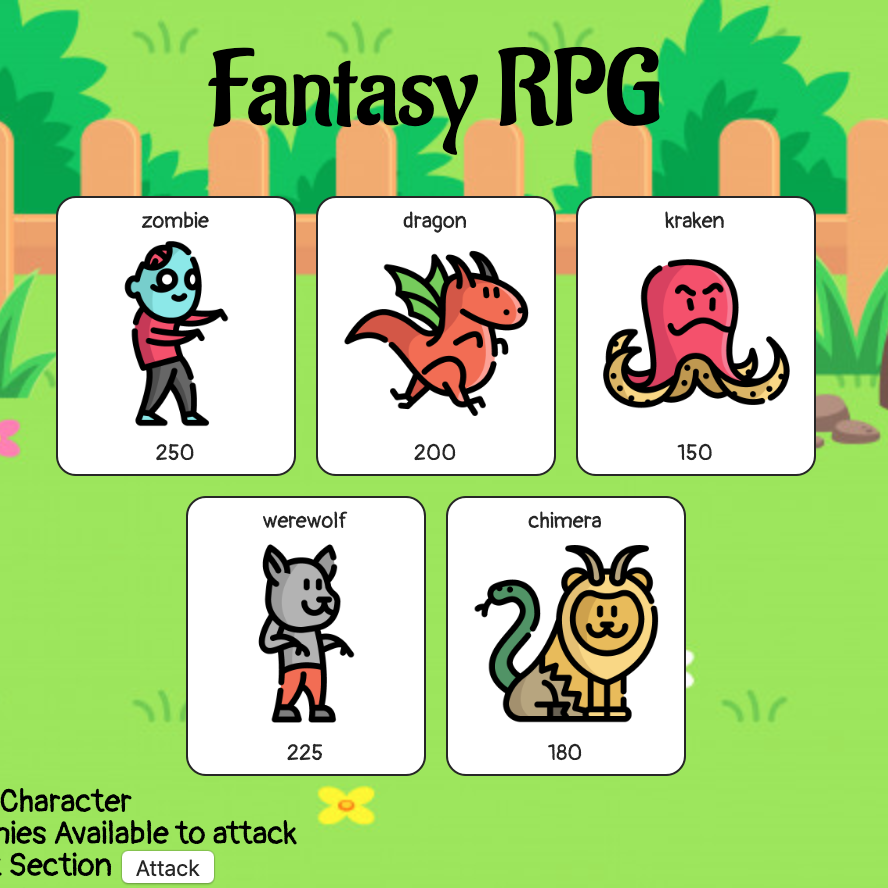 Fantasy RPG
zombie
250
dragon
200
kraken
150
werewolf
225
chimera
180
Character
Available to attack
Section Attack